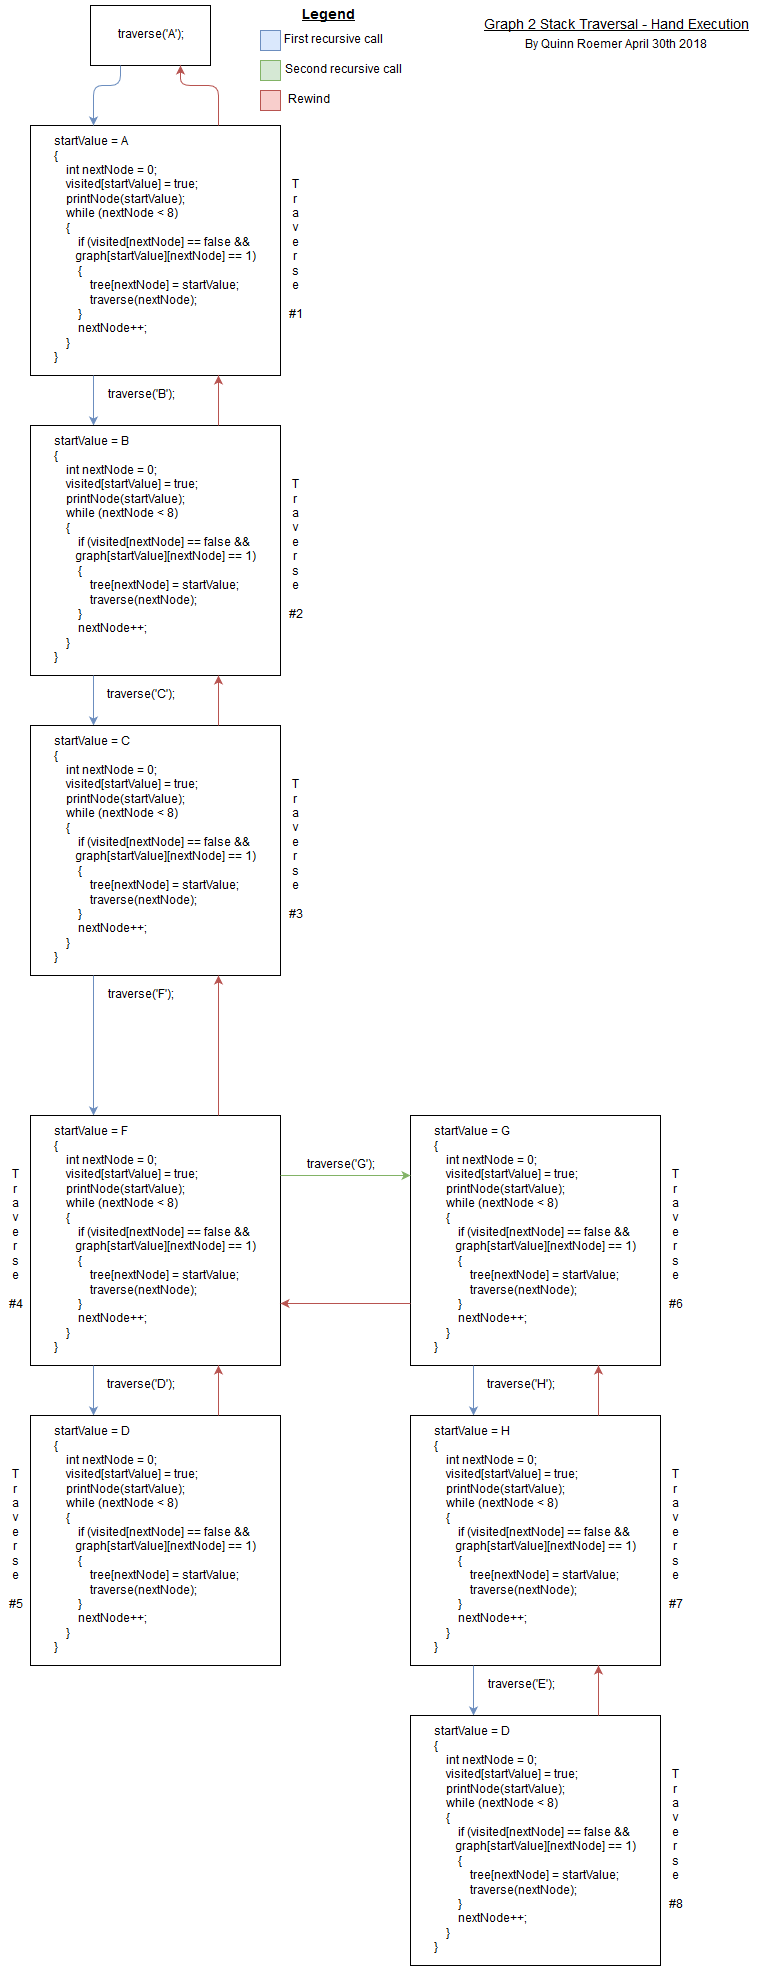 Legend
First recursive call
Second recursive call
Rewind
Graph 2 Stack Traversal - Hand Execution
By Quinn Roemer April 30th 2018
traverse('A');
startValue = A
{
int nextNode = 0;
visited[startValue] = true;
printNode(startValue);
while (nextNode < 8)
{
if (visited[nextNode] == false &&
graph[startValue][nextNode] == 1)
{
tree[nextNode] = startValue;
traverse(nextNode);
}
nextNode++;
}
}
Traverse
#1
traverse('B');
startValue = B
{
int nextNode = 0;
visited[startValue] = true;
printNode(startValue);
while (nextNode < 8)
{
if (visited[nextNode] == false &&
graph[startValue][nextNode] == 1)
{
tree[nextNode] = startValue;
traverse(nextNode);
}
nextNode++;
}
}
Traverse
#2
traverse('C');
startValue = C
{
int nextNode = 0;
visited[startValue] = true;
printNode(startValue);
while (nextNode < 8)
{
if (visited[nextNode] == false &&
graph[startValue][nextNode] == 1)
{
tree[nextNode] = startValue;
traverse(nextNode);
}
nextNode++;
}
}
Traverse
#3
traverse('F');
startValue = F
{
int nextNode = 0;
visited[startValue] = true;
printNode(startValue);
while (nextNode < 8)
{
if (visited[nextNode] == false &&
graph[startValue][nextNode] == 1)
{
tree[nextNode] = startValue;
traverse(nextNode);
}
nextNode++;
}
}
Traverse
#4
traverse('G');
startValue = G
{
int nextNode = 0;
visited[startValue] = true;
printNode(startValue);
while (nextNode < 8)
{
if (visited[nextNode] == false &&
graph[startValue][nextNode] == 1)
{
tree[nextNode] = startValue;
traverse(nextNode);
}
nextNode++;
}
}
Traverse
#6
traverse('D');
startValue = D
{
int nextNode = 0;
visited[startValue] = true;
printNode(startValue);
while (nextNode < 8)
{
if (visited[nextNode] == false &&
graph[startValue][nextNode] == 1)
{
tree[nextNode] = startValue;
traverse(nextNode);
}
nextNode++;
}
}
Traverse
#5
traverse('H');
startValue = H
{
int nextNode = 0;
visited[startValue] = true;
printNode(startValue);
while (nextNode < 8)
{
if (visited[nextNode] == false &&
graph[startValue][nextNode] == 1)
{
tree[nextNode] = startValue;
traverse(nextNode);
}
nextNode++;
}
}
Traverse
#7
traverse('E');
startValue = D
{
int nextNode = 0;
visited[startValue] = true;
printNode(startValue);
while (nextNode < 8)
{
if (visited[nextNode] == false &&
graph[startValue][nextNode] == 1)
{
tree[nextNode] = startValue;
traverse(nextNode);
}
nextNode++;
}
}
Traverse
#8